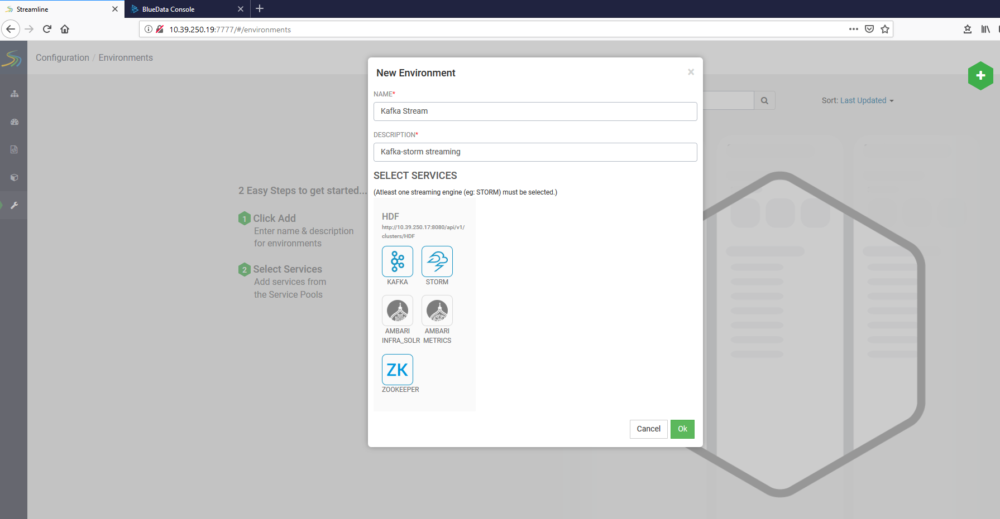 Streamline
BlueData Console
10.39.250.19:7777/#/environments
Configuration / Environments
New Environment
NAME*
Kafka Stream
Sort: Last Updated
DESCRIPTION*
Kafka-storm streaming
SELECT SERVICES
(Atleast one streaming engine (eg: STORM) must be selected.)
2 Easy Steps to get started...
1 Click Add
Enter name & description
for environments
2 Select Services
Add services from
the Service Pools
HDF
http://10.39.250.17:8080/api/v1/
clusters/HDF
KAFKA STORM
AMBARI AMBARI
INFRA_SOLR METRICS
ZK
ZOOKEEPER
Cancel Ok